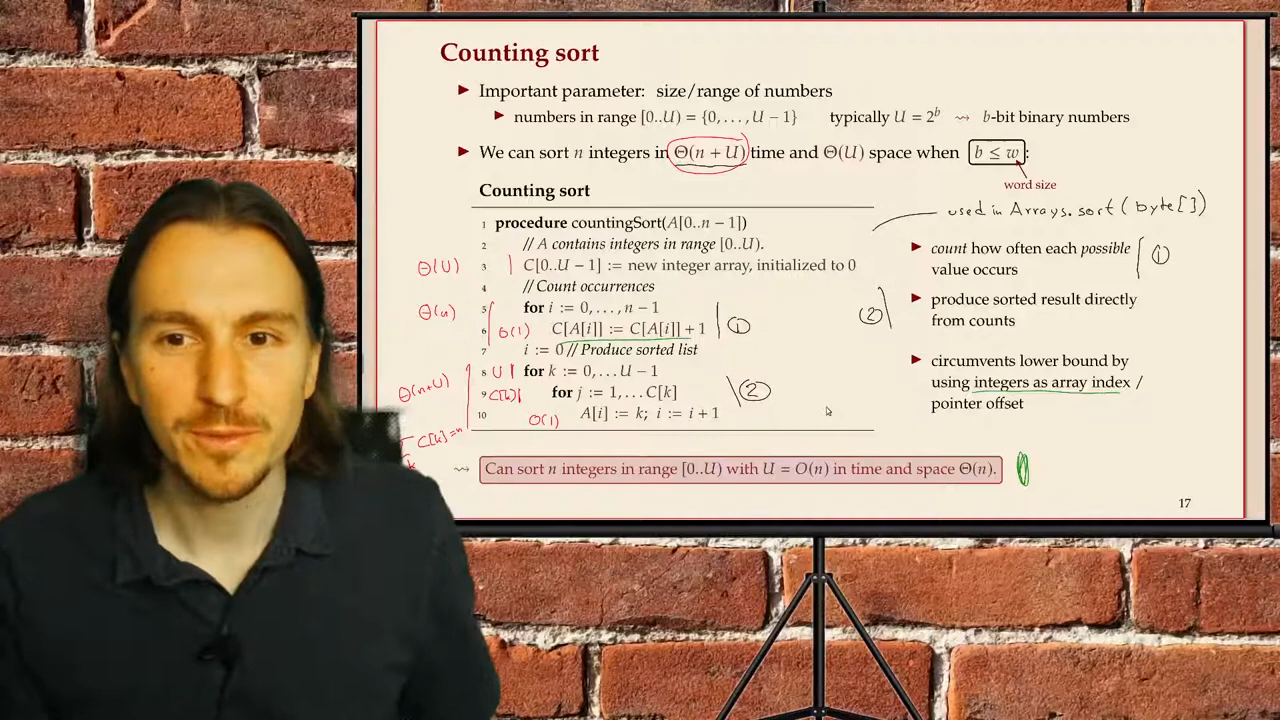 Counting sort
▶ Important parameter: size/range of numbers
▶ numbers in range [0..U) = {0, . . . , U − 1} typically U = 2^b ⇝ b-bit binary numbers
▶ We can sort n integers in Θ(n + U) time and Θ(U) space when b ≤ w:
word size
Counting sort
used in Arrays.sort(byte[])
1 procedure countingSort(A[0..n − 1])
2 // A contains integers in range [0..U).
Θ(U) 3 C[0..U − 1] := new integer array, initialized to 0
4 // Count occurrences
Θ(n) 5 for i := 0, . . . , n − 1
6 O(1) C[A[i]] := C[A[i]] + 1 ①
7 i := 0 // Produce sorted list
8 U for k := 0, . . . U − 1
Θ(n+U) 9 C[k] for j := 1, . . . C[k] ②
10 O(1) A[i] := k; i := i + 1
C[k]=n
k
▶ count how often each possible
value occurs ①
② ▶ produce sorted result directly
from counts
▶ circumvents lower bound by
using integers as array index /
pointer offset
⇝ Can sort n integers in range [0..U) with U = O(n) in time and space Θ(n).
17